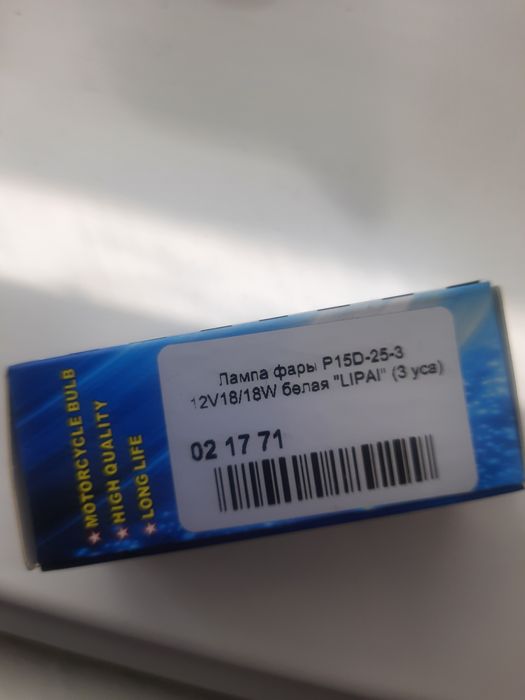 Лампа фары P15D-25-3
12V18/18W белая "LIPAI" (3 уса)
02 17 71
MOTORCYCLE BULB
HIGH QUALITY
LONG LIFE